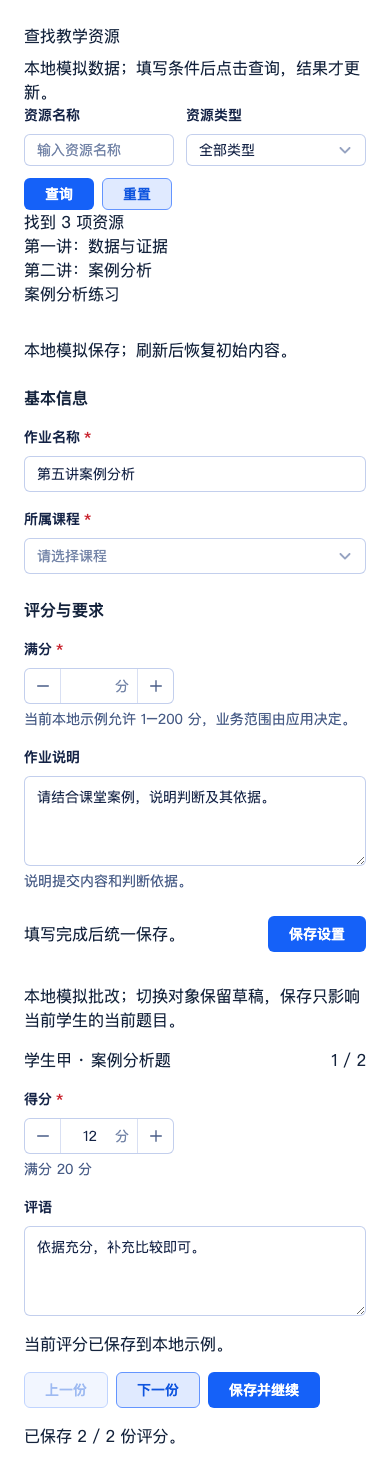 查找教学资源
本地模拟数据；填写条件后点击查询，结果才更
新。
资源名称 资源类型
输入资源名称 全部类型
查询 重置
找到 3 项资源
第一讲：数据与证据
第二讲：案例分析
案例分析练习
本地模拟保存；刷新后恢复初始内容。
基本信息
作业名称 *
第五讲案例分析
所属课程 *
请选择课程
评分与要求
满分 *
分
当前本地示例允许 1—200 分，业务范围由应用决定。
作业说明
请结合课堂案例，说明判断及其依据。
说明提交内容和判断依据。
填写完成后统一保存。 保存设置
本地模拟批改；切换对象保留草稿，保存只影响
当前学生的当前题目。
学生甲 · 案例分析题 1 / 2
得分 *
12 分
满分 20 分
评语
依据充分，补充比较即可。
当前评分已保存到本地示例。
上一份 下一份 保存并继续
已保存 2 / 2 份评分。